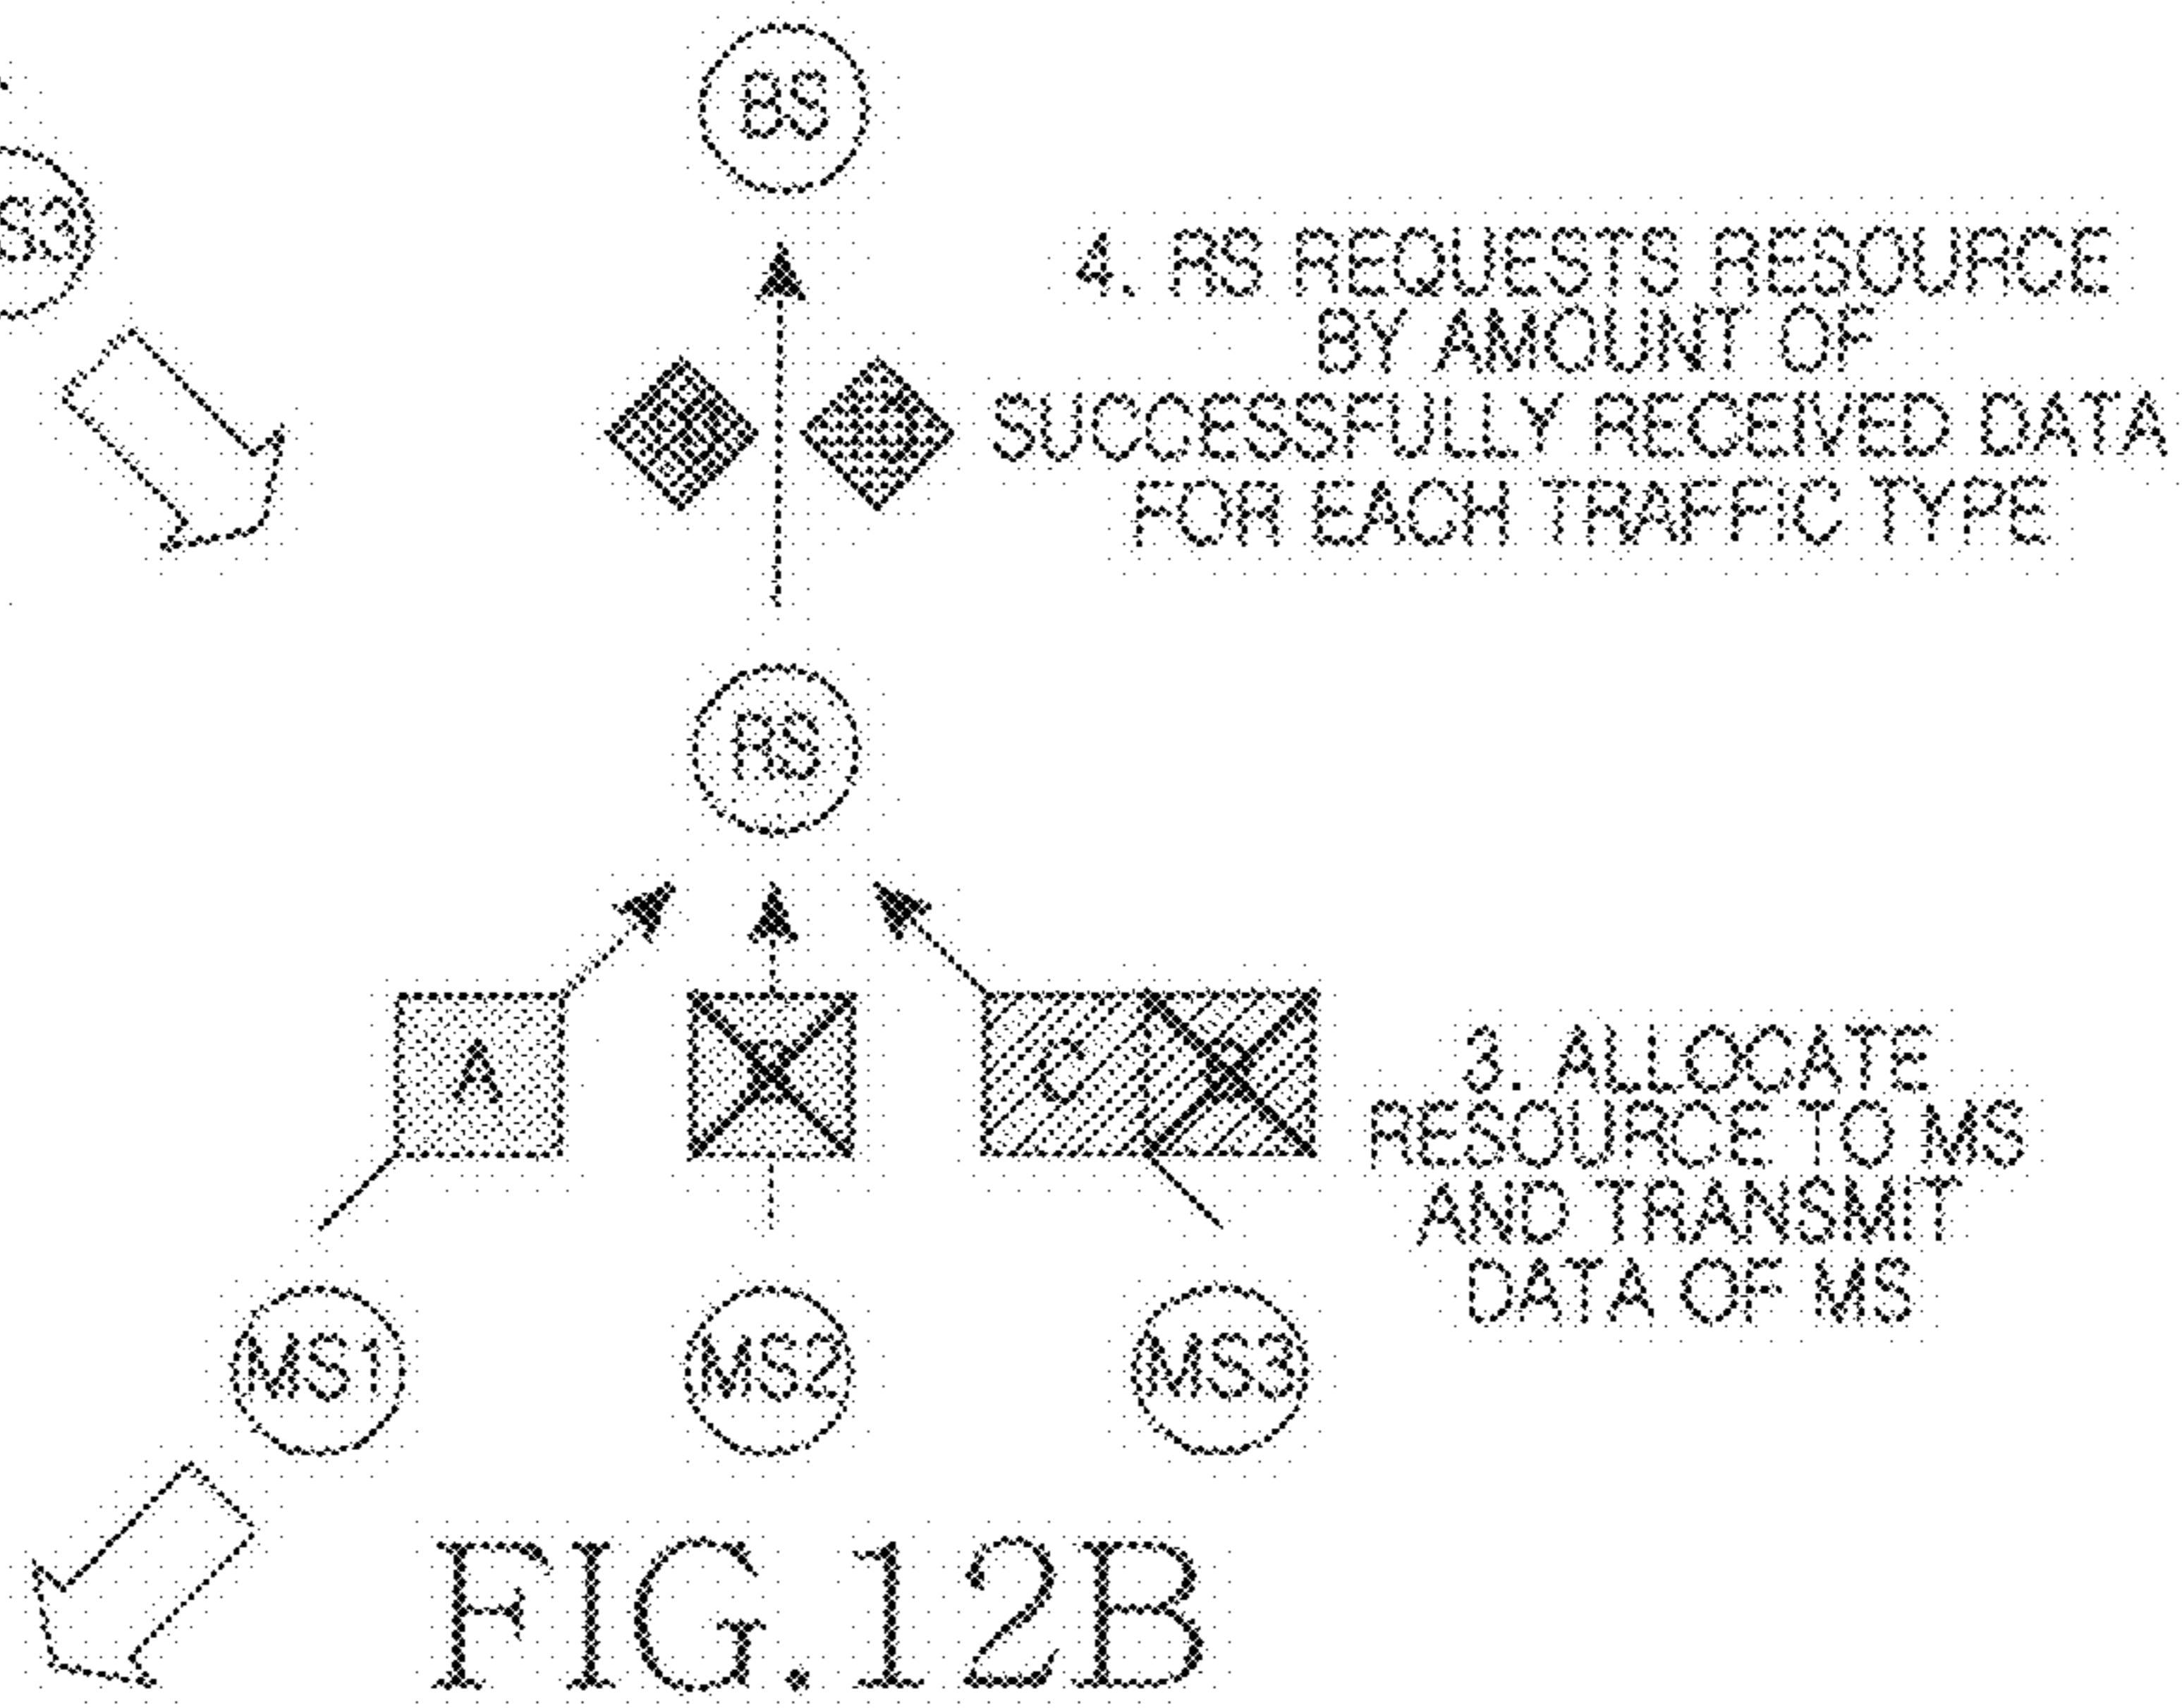 BS
S3
4. RS REQUESTS RESOURCE
BY AMOUNT OF
SUCCESSFULLY RECEIVED DATA
FOR EACH TRAFFIC TYPE
RS
A
C
3. ALLOCATE
RESOURCE TO MS
AND TRANSMIT
DATA OF MS
MS1
MS2
MS3
FIG.12B